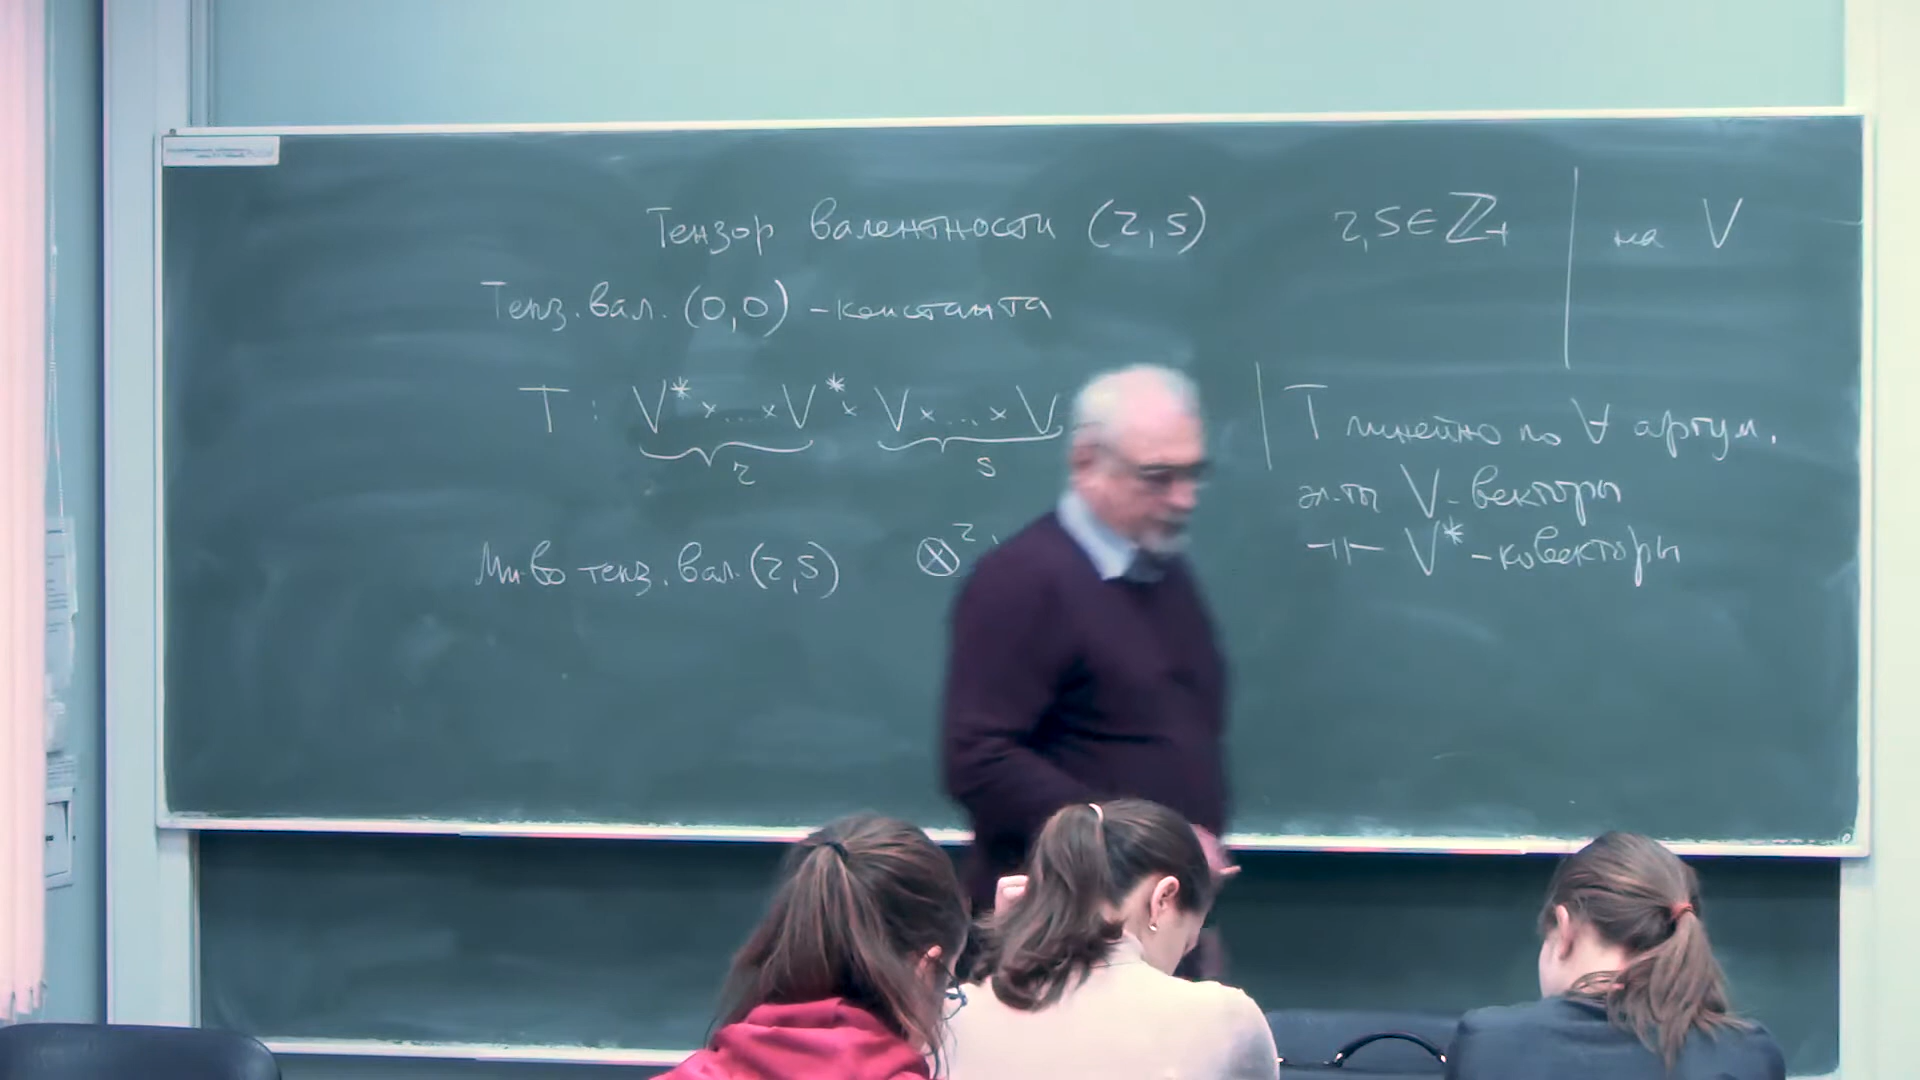 Тензор валентности (r,s) r,s∈ℤ₊ | на V
Тенз. вал. (0,0) – константа
T : V* × ... × V* × V × ... × V | T линейно по ∀ аргум.
r s
эл-ты V - векторы
–॥– V* - ковекторы
Мн-во тенз. вал. (r,s) ⊗ʳ